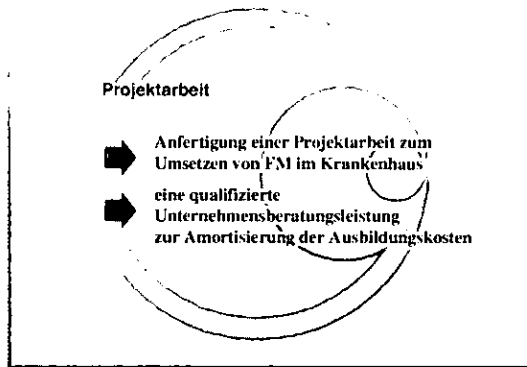 Projektarbeit
Anfertigung einer Projektarbeit zum
Umsetzen von FM im Krankenhaus
eine qualifizierte
Unternehmensberatungsleistung
zur Amortisierung der Ausbildungskosten